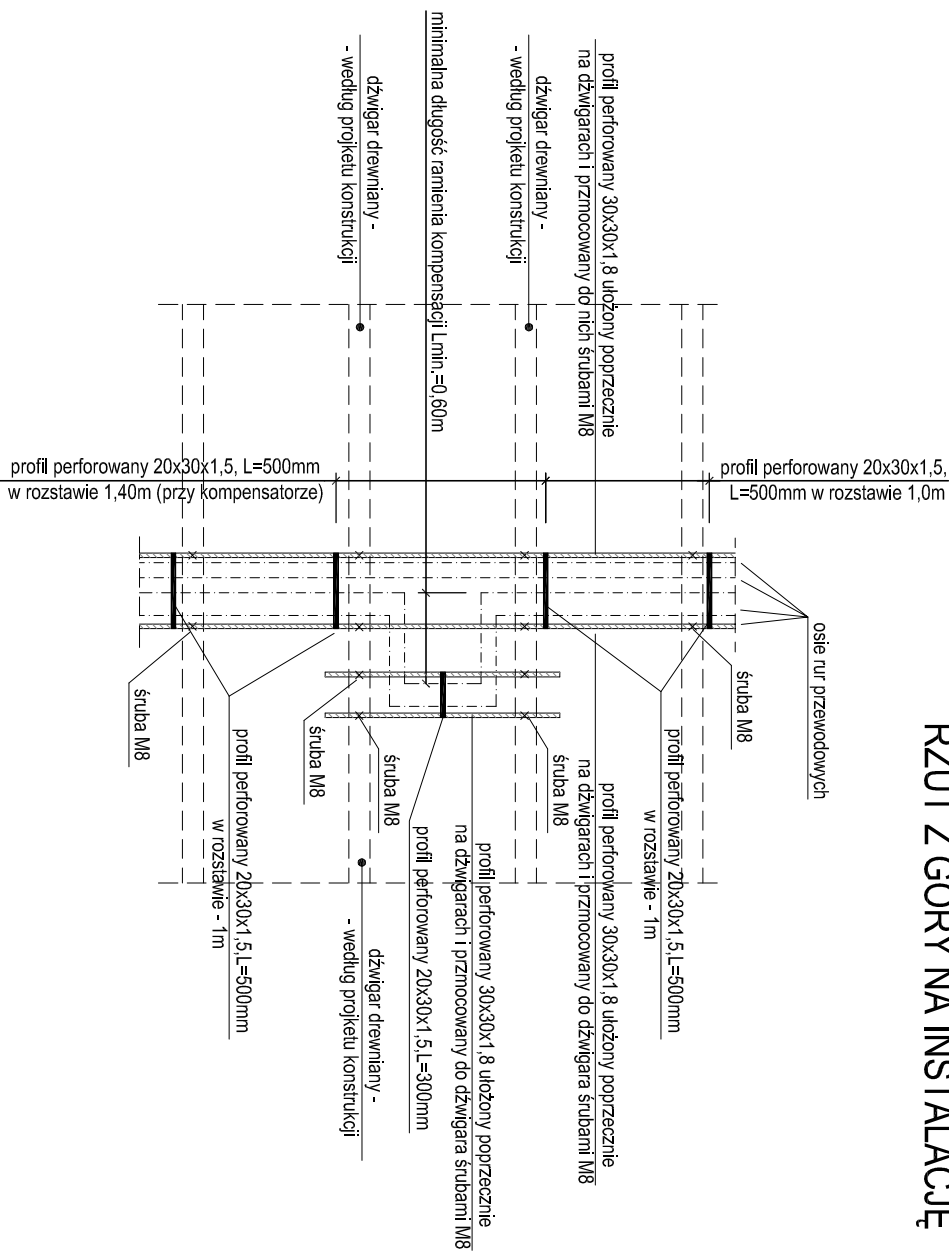 RZUT Z GÓRY NA INSTALACJĘ
profil perforowany 30x30x1,8 ułożony poprzecznie
na dźwigarach i przmocowany do nich śrubami M8
dźwigar drewniany -
- według projketu konstrukcji
minimalna długość ramienia kompensacji Lmin.=0,60m
dźwigar drewniany -
- według projketu konstrukcji
profil perforowany 20x30x1,5,
L=500mm w rozstawie 1,0m
profil perforowany 20x30x1,5, L=500mm
w rozstawie 1,40m (przy kompensatorze)
osie rur przewodowych
śruba M8
śruba M8
śruba M8
śruba M8
śruba M8
profil perforowany 20x30x1,5,L=500mm
w rozstawie - 1m
profil perforowany 30x30x1,8 ułożony poprzecznie
na dźwigarach i przmocowany do dźwigara śrubami M8
profil perforowany 30x30x1,8 ułożony poprzecznie
na dźwigarach i przmocowany do dźwigara śrubami M8
profil perforowany 20x30x1,5,L=300mm
dźwigar drewniany -
- według projketu konstrukcji
profil perforowany 20x30x1,5,L=500mm
w rozstawie - 1m